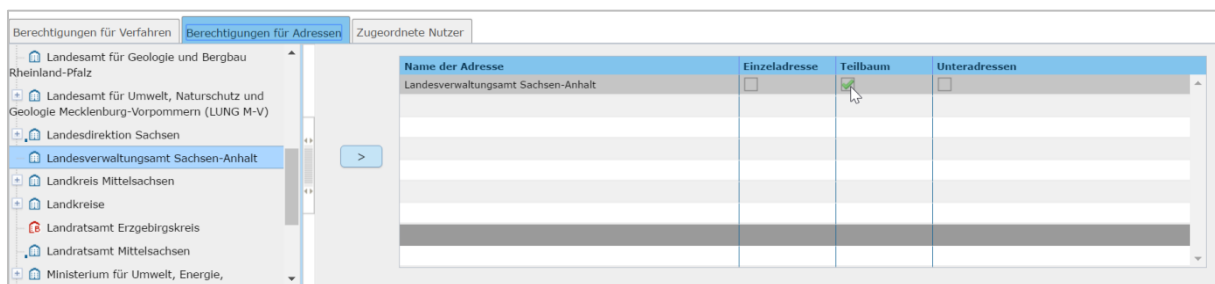 Berechtigungen für Verfahren Berechtigungen für Adressen Zugeordnete Nutzer
Landesamt für Geologie und Bergbau
Rheinland-Pfalz
Landesamt für Umwelt, Naturschutz und
Geologie Mecklenburg-Vorpommern (LUNG M-V)
Landesdirektion Sachsen
Landesverwaltungsamt Sachsen-Anhalt
Landkreis Mittelsachsen
Landkreise
Landratsamt Erzgebirgskreis
Landratsamt Mittelsachsen
Ministerium für Umwelt, Energie,
>
Name der Adresse Einzeladresse Teilbaum Unteradressen
Landesverwaltungsamt Sachsen-Anhalt